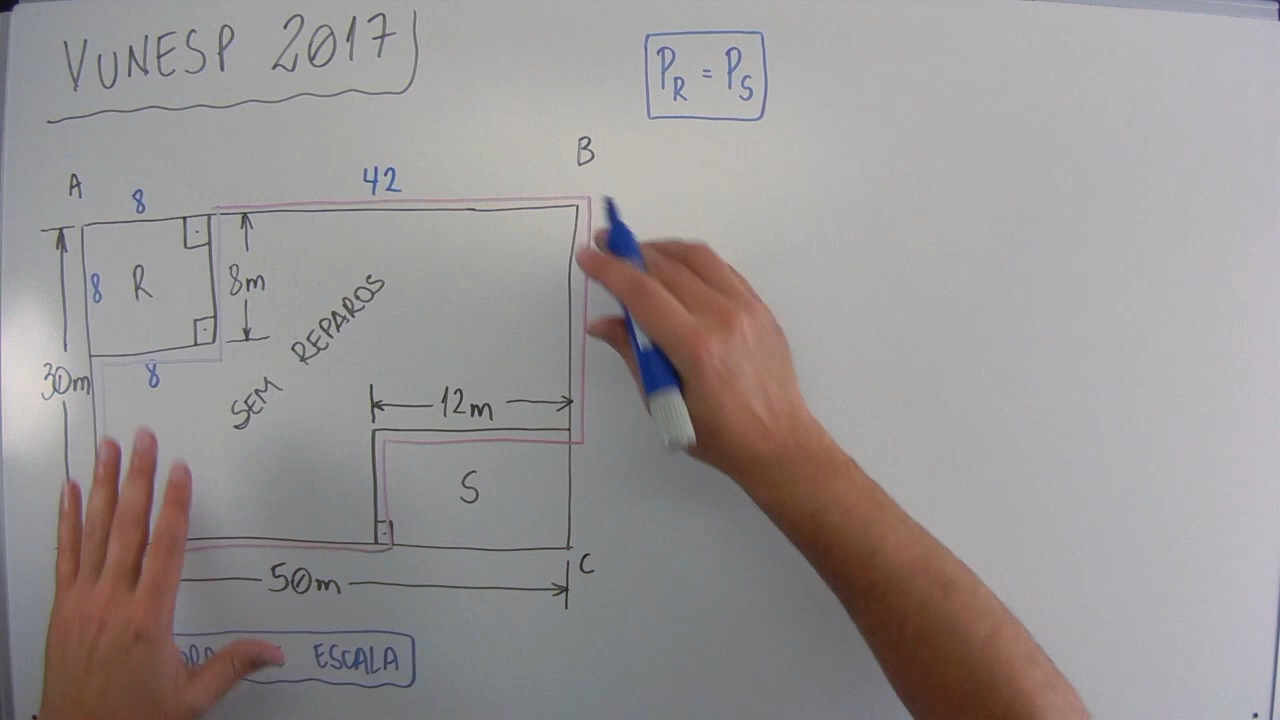 VUNESP 2017
P_R = P_S
B
A
8
42
8
R
8m
SEM REPAROS
30m
8
12m
S
C
50m
ESCALA